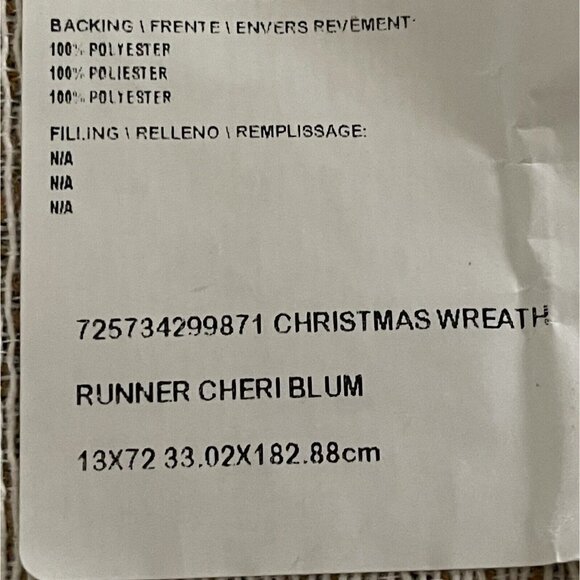 BACKING \ FRENTE \ ENVERS REVEMENT:
100% POLYESTER
100% POLIESTER
100% POLYESTER
FILLING \ RELLENO \ REMPLISSAGE:
N/A
N/A
N/A
725734299871 CHRISTMAS WREATH
RUNNER CHERI BLUM
13X72 33.02X182.88cm